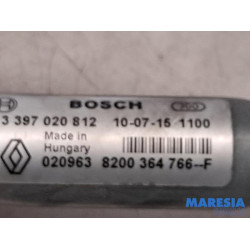 BOSCH
3 397 020 812 10-07-15 1100
Made in
Hungary
020963 8200 364 766--F
MARESIA